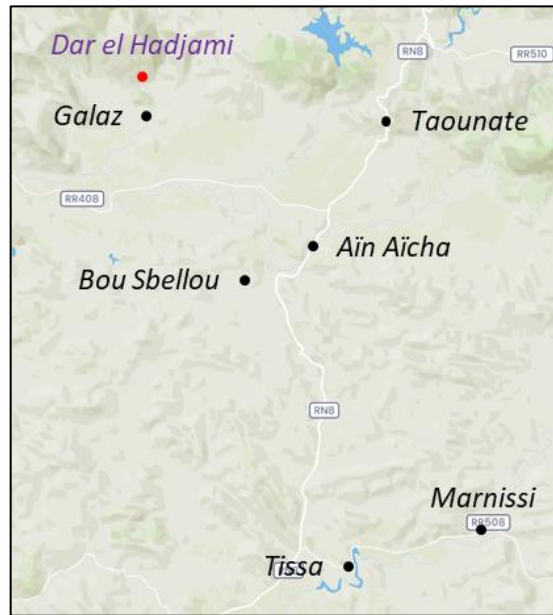 Dar el Hadjami
RN8
RR510
Galaz
Taounate
RR408
Aïn Aïcha
Bou Sbellou
RN8
Marnissi
RR508
Tissa